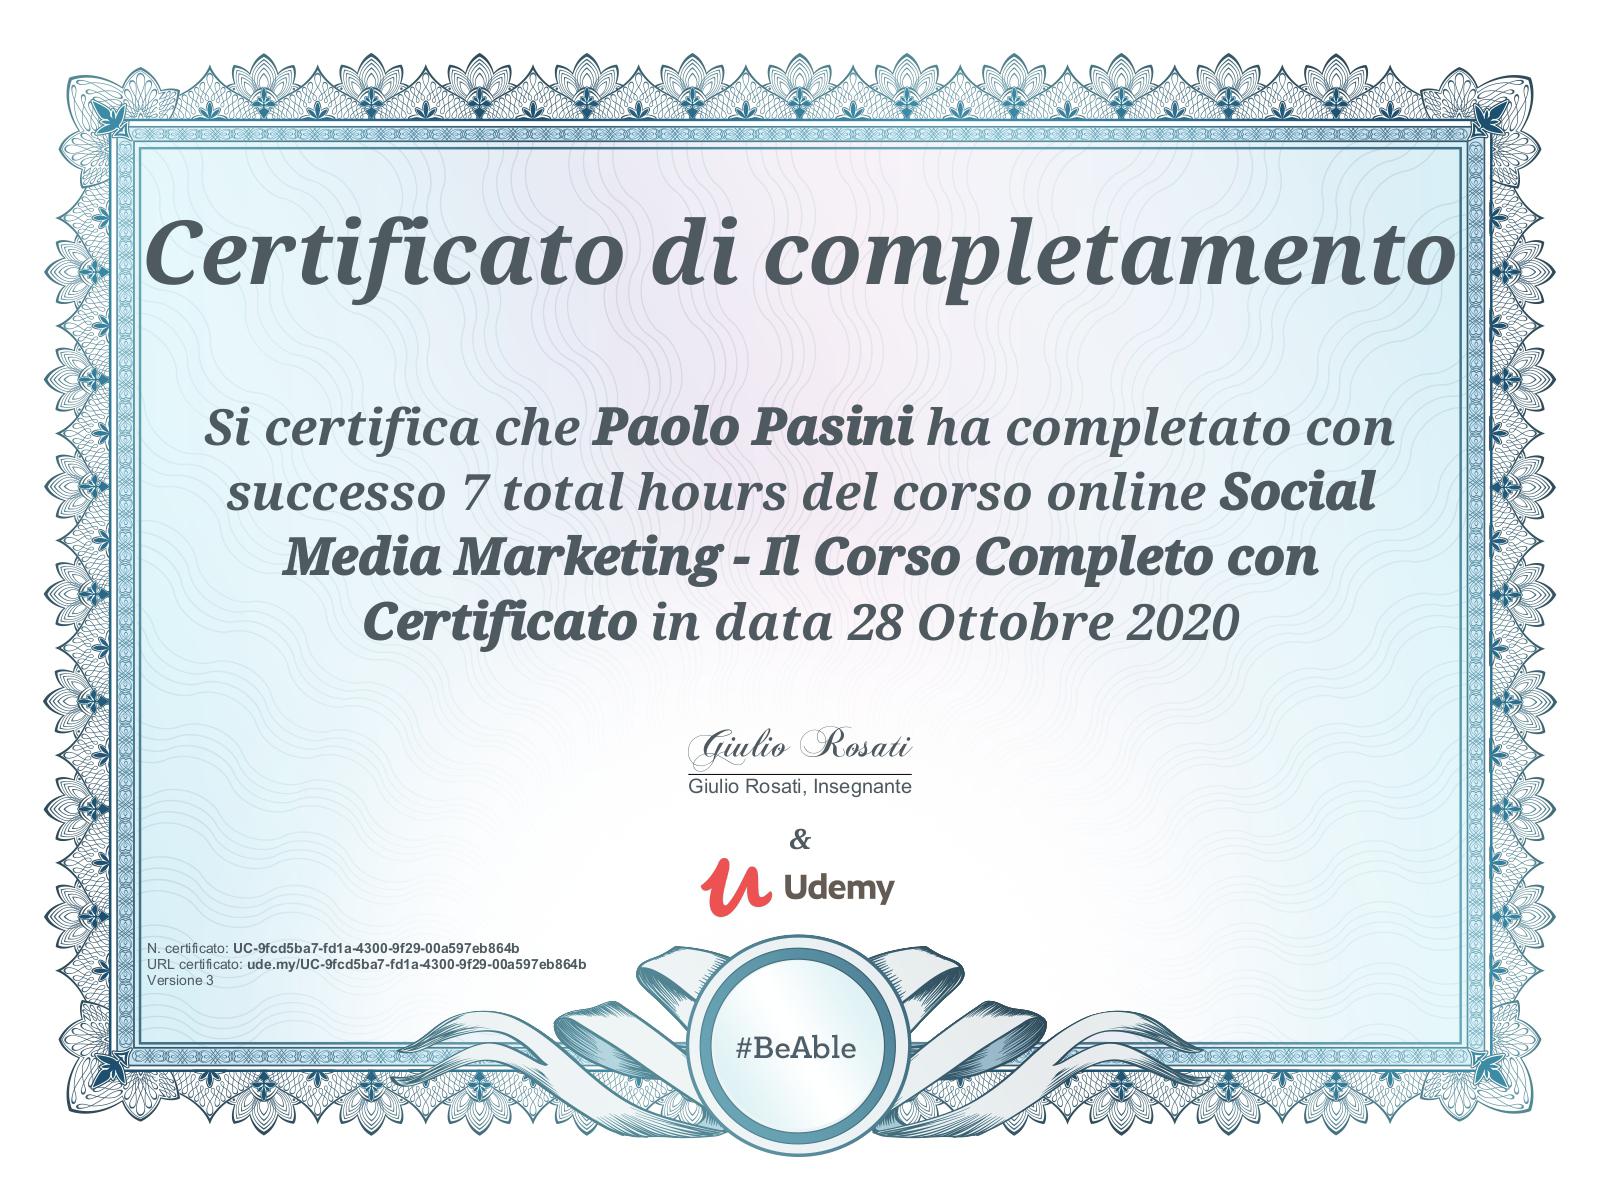 Certificato di completamento
Si certifica che Paolo Pasini ha completato con
successo 7 total hours del corso online Social
Media Marketing - Il Corso Completo con
Certificato in data 28 Ottobre 2020
Giulio Rosati
Giulio Rosati, Insegnante
&
Udemy
N. certificato: UC-9fcd5ba7-fd1a-4300-9f29-00a597eb864b
URL certificato: ude.my/UC-9fcd5ba7-fd1a-4300-9f29-00a597eb864b
Versione 3
#BeAble